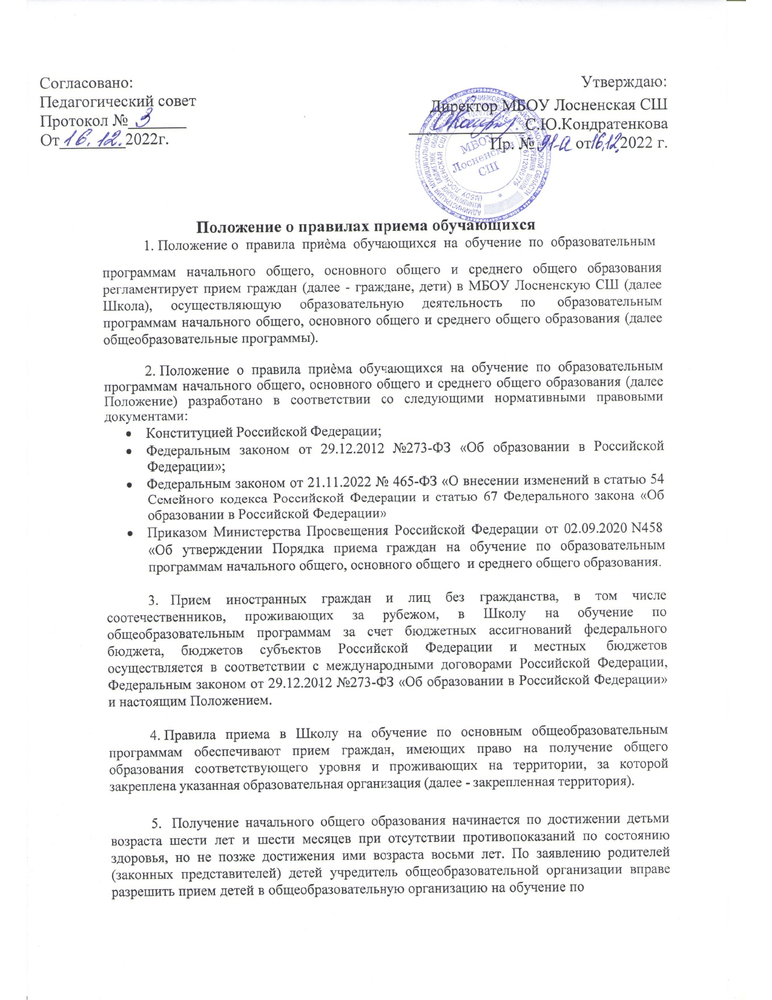 Согласовано:
Педагогический совет
Протокол № 3
От 16.12.2022г.
Утверждаю:
Директор МБОУ Лосненская СШ
С.Ю.Кондратенкова
Пр. № 91-а от 16.12.2022 г.
МБОУ
Лосненская
СШ
Положение о правилах приема обучающихся
1. Положение о правила приѐма обучающихся на обучение по образовательным
программам начального общего, основного общего и среднего общего образования
регламентирует прием граждан (далее - граждане, дети) в МБОУ Лосненскую СШ (далее
Школа), осуществляющую образовательную деятельность по образовательным
программам начального общего, основного общего и среднего общего образования (далее
общеобразовательные программы).
2. Положение о правила приѐма обучающихся на обучение по образовательным
программам начального общего, основного общего и среднего общего образования (далее
Положение) разработано в соответствии со следующими нормативными правовыми
документами:
• Конституцией Российской Федерации;
• Федеральным законом от 29.12.2012 №273-ФЗ «Об образовании в Российской
Федерации»;
• Федеральным законом от 21.11.2022 № 465-ФЗ «О внесении изменений в статью 54
Семейного кодекса Российской Федерации и статью 67 Федерального закона «Об
образовании в Российской Федерации»
• Приказом Министерства Просвещения Российской Федерации от 02.09.2020 N458
«Об утверждении Порядка приема граждан на обучение по образовательным
программам начального общего, основного общего и среднего общего образования.
3. Прием иностранных граждан и лиц без гражданства, в том числе
соотечественников, проживающих за рубежом, в Школу на обучение по
общеобразовательным программам за счет бюджетных ассигнований федерального
бюджета, бюджетов субъектов Российской Федерации и местных бюджетов
осуществляется в соответствии с международными договорами Российской Федерации,
Федеральным законом от 29.12.2012 №273-ФЗ «Об образовании в Российской Федерации»
и настоящим Положением.
4. Правила приема в Школу на обучение по основным общеобразовательным
программам обеспечивают прием граждан, имеющих право на получение общего
образования соответствующего уровня и проживающих на территории, за которой
закреплена указанная образовательная организация (далее - закрепленная территория).
5. Получение начального общего образования начинается по достижении детьми
возраста шести лет и шести месяцев при отсутствии противопоказаний по состоянию
здоровья, но не позже достижения ими возраста восьми лет. По заявлению родителей
(законных представителей) детей учредитель общеобразовательной организации вправе
разрешить прием детей в общеобразовательную организацию на обучение по